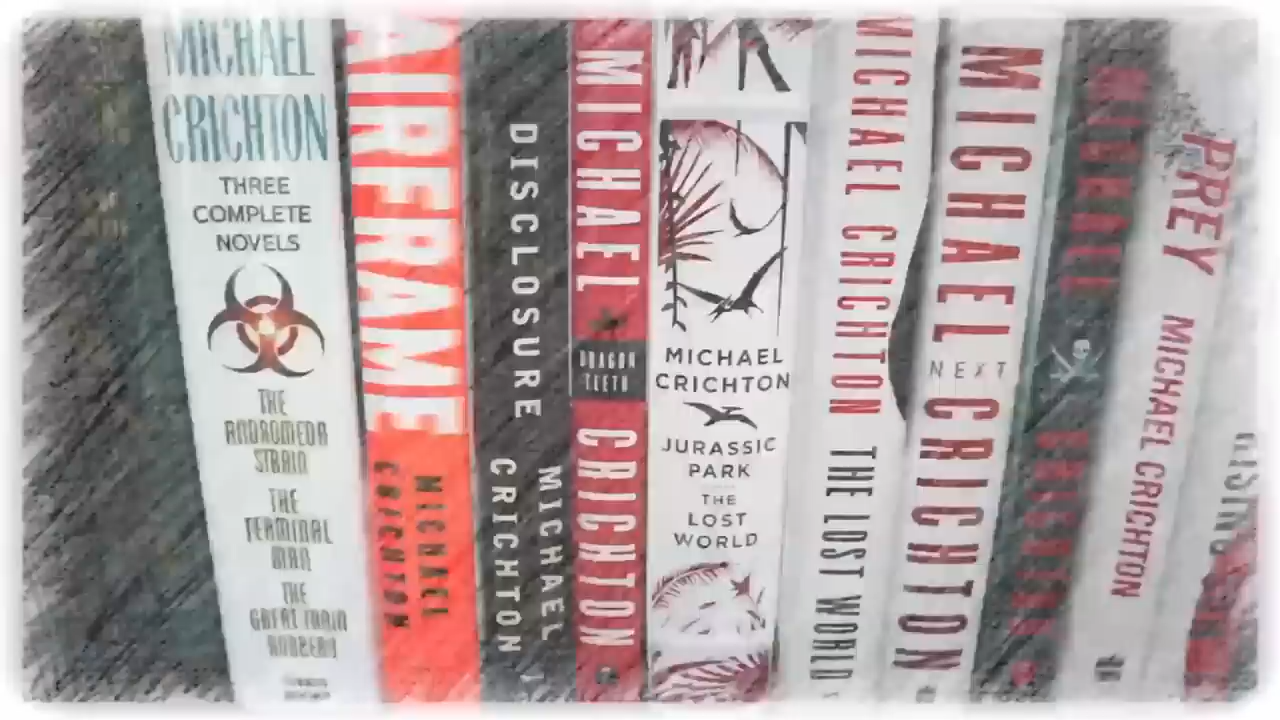 MICHAEL
CRICHTON
THREE
COMPLETE
NOVELS
THE
ANDROMEDA
STRAIN
THE
TERMINAL
MAN
THE
GREAT TRAIN
ROBBERY
AIRFRAME
MICHAEL
CRICHTON
DISCLOSURE
MICHAEL
CRICHTON
MICHAEL
DRAGON
TEETH
CRICHTON
MICHAEL
CRICHTON
JURASSIC
PARK
THE
LOST
WORLD
MICHAEL CRICHTON THE LOST WORLD
MICHAEL
NEXT
CRICHTON
MICHAEL
CRICHTON
PREY
MICHAEL CRICHTON